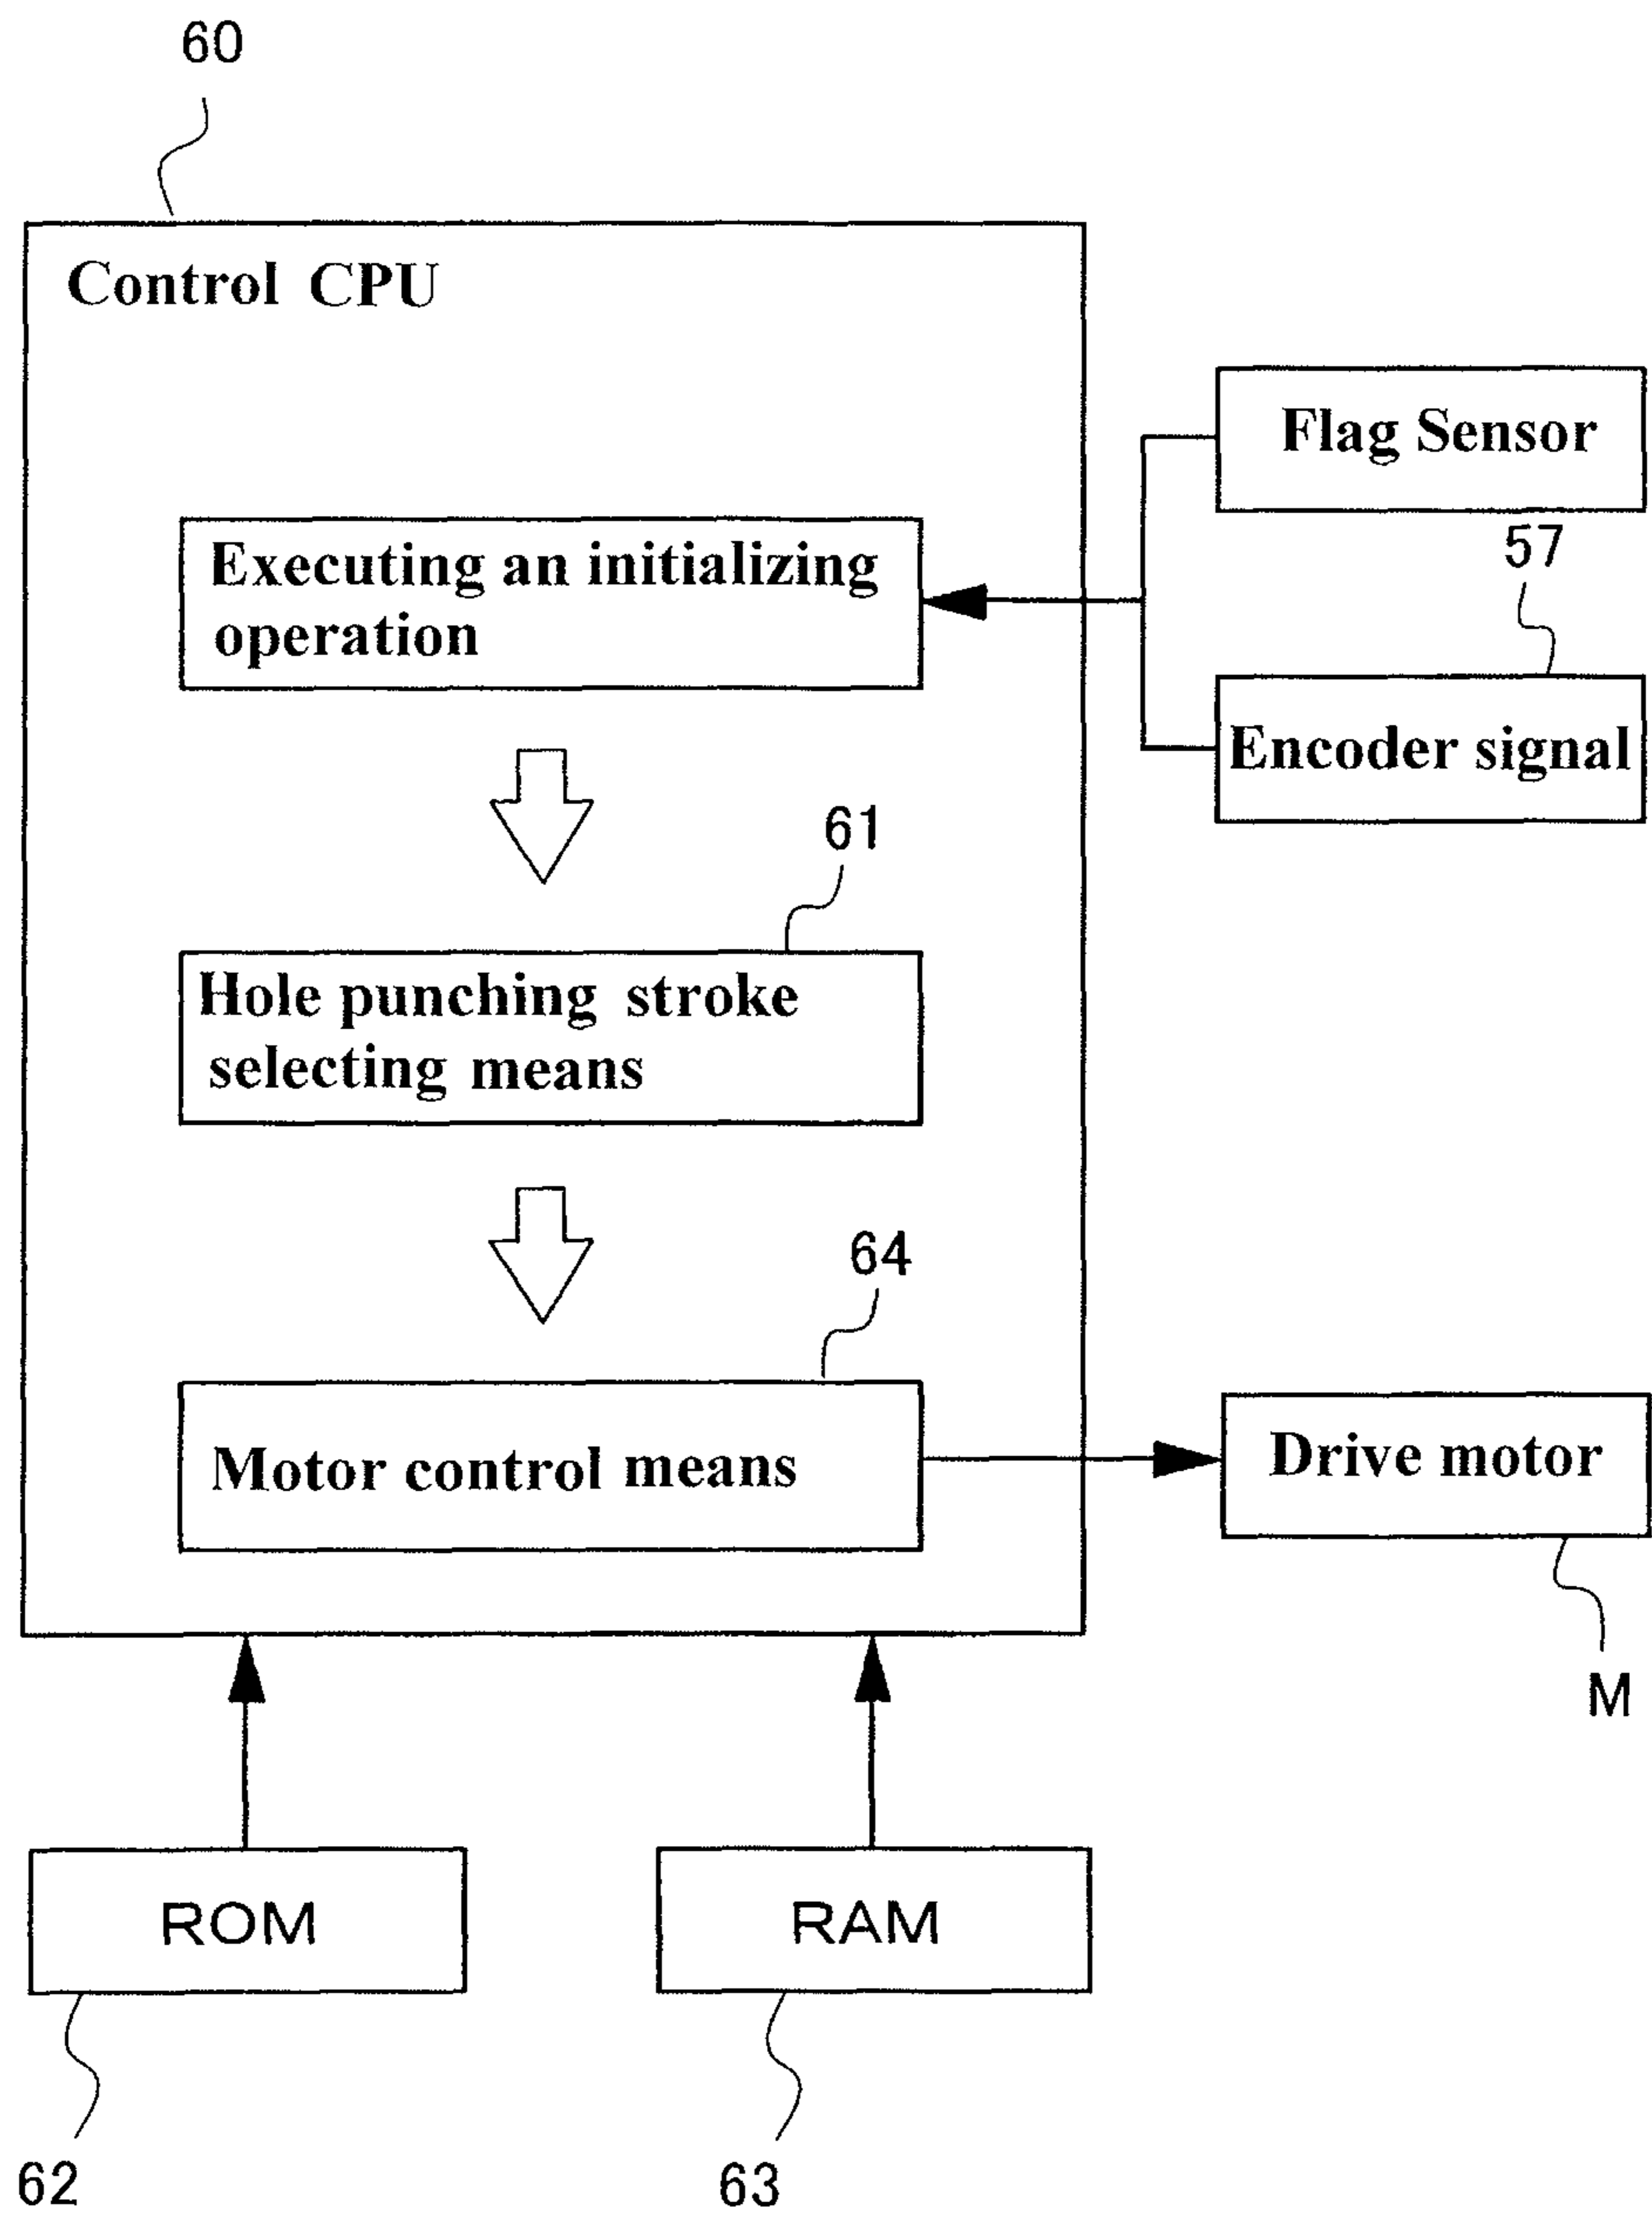 60
Control CPU
Flag Sensor
57
Executing an initializing
operation
Encoder signal
61
Hole punching stroke
selecting means
64
Motor control means
Drive motor
M
ROM
RAM
62
63